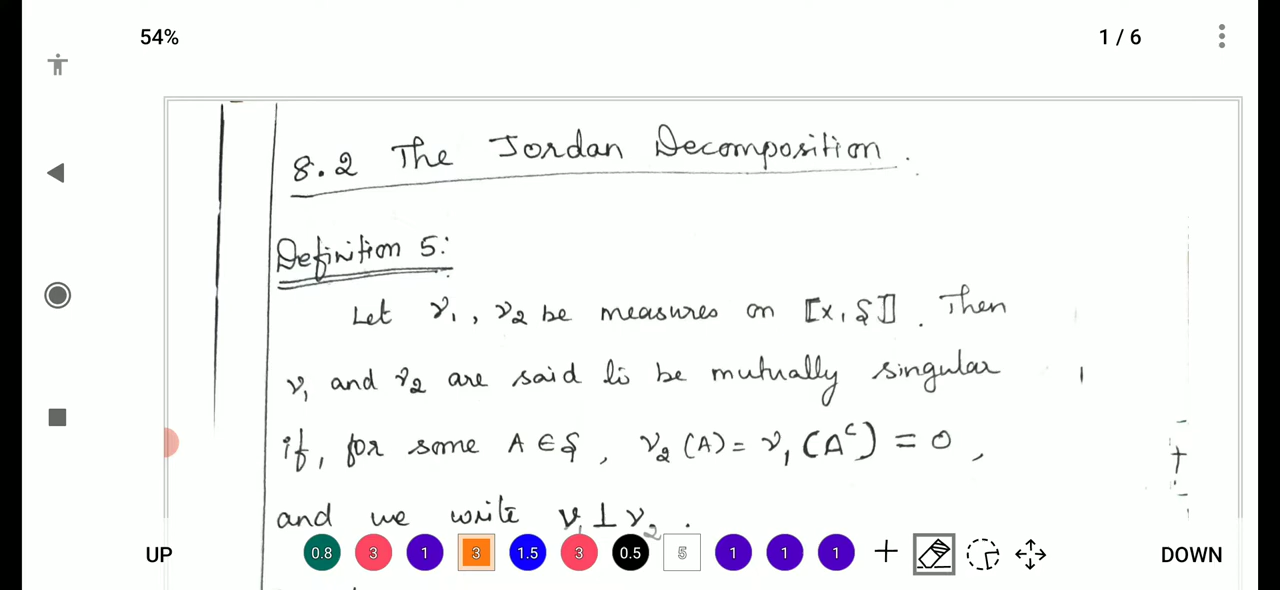 54%
1 / 6
8.2 The Jordan Decomposition.
Definition 5:
Let ν₁, ν₂ be measures on [[X, S]]. Then
ν₁ and ν₂ are said to be mutually singular
if, for some A ∈ S, ν₂(A) = ν₁(Aᶜ) = 0,
and we write ν₁ ⊥ ν₂.
UP
0.8 3 1 3 1.5 3 0.5 5 1 1 1 +
DOWN